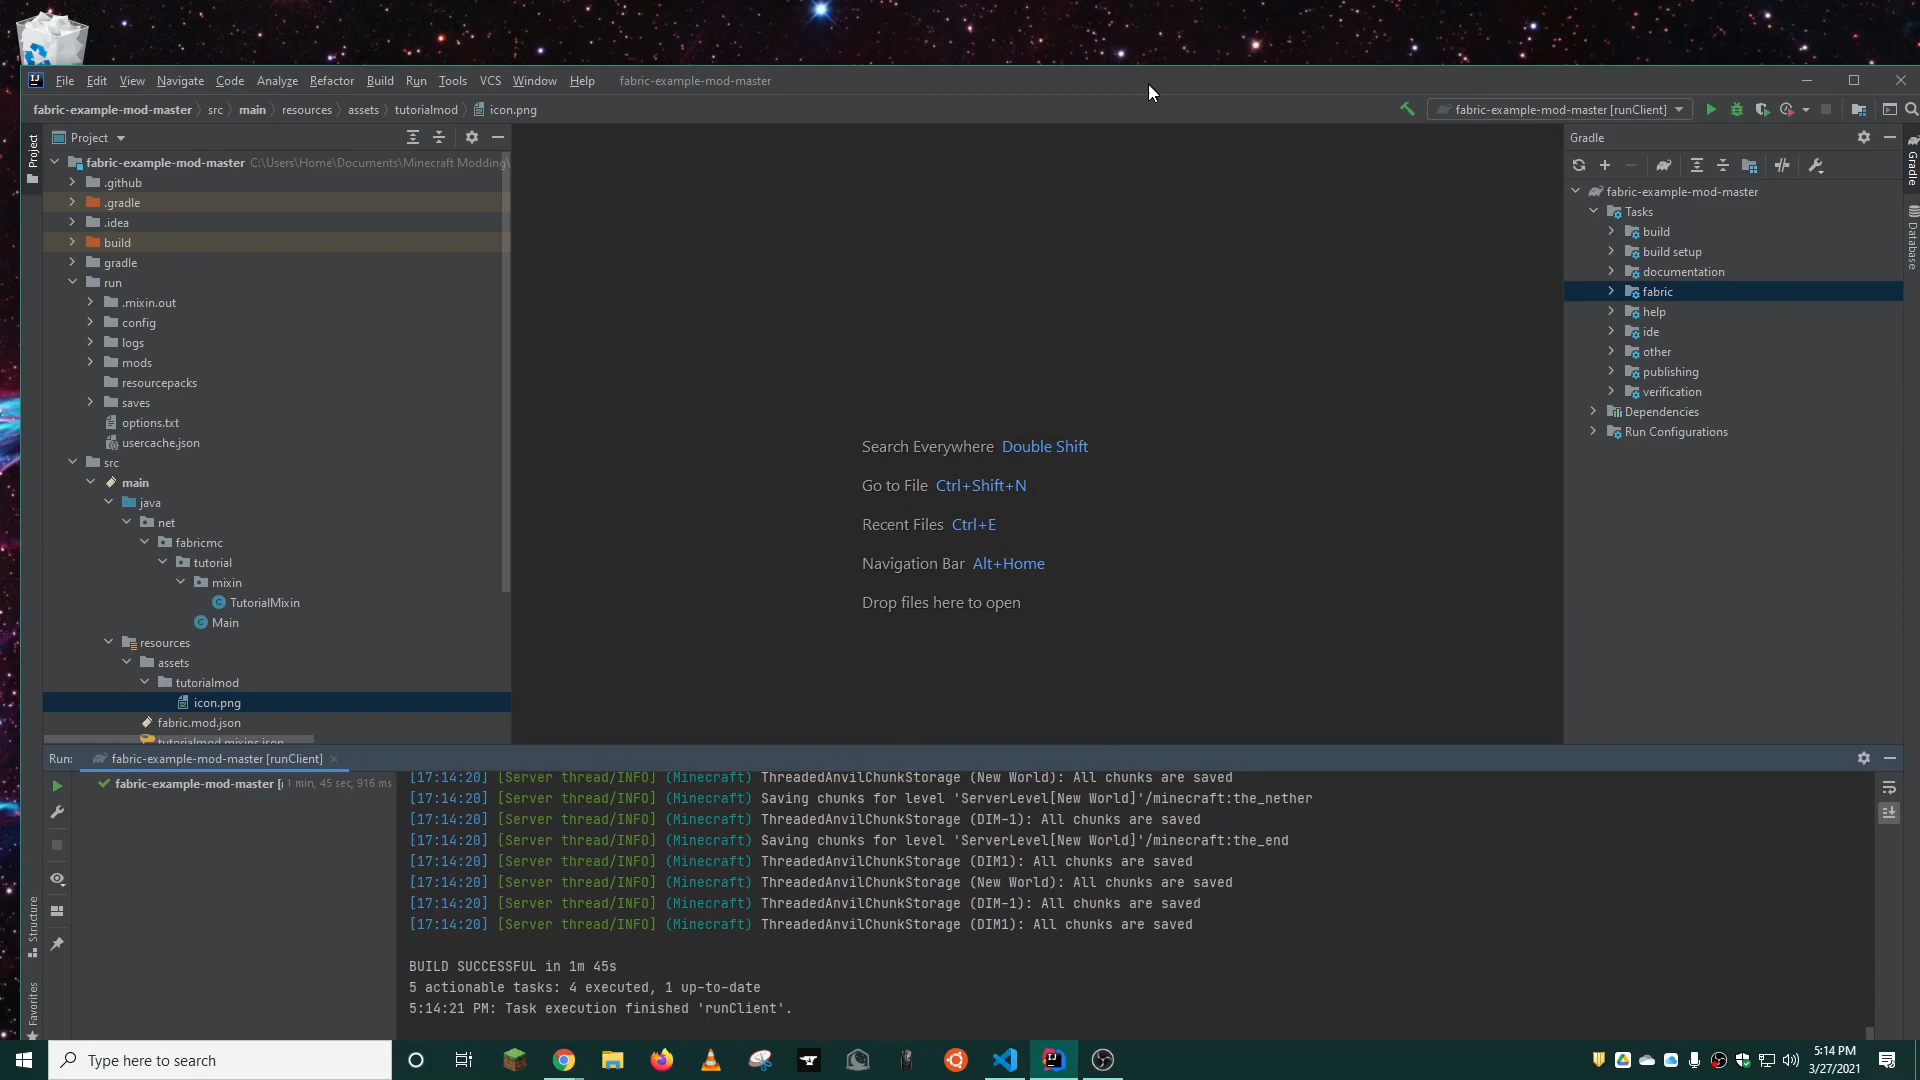 File Edit View Navigate Code Analyze Refactor Build Run Tools VCS Window Help fabric-example-mod-master
fabric-example-mod-master src main resources assets tutorialmod icon.png
fabric-example-mod-master [runClient]
Project
Project
fabric-example-mod-master C:\Users\Home\Documents\Minecraft Modding\
.github
.gradle
.idea
build
gradle
run
.mixin.out
config
logs
mods
resourcepacks
saves
options.txt
usercache.json
src
main
java
net
fabricmc
tutorial
mixin
TutorialMixin
Main
resources
assets
tutorialmod
icon.png
fabric.mod.json
tutorialmod.mixins.json
Search Everywhere Double Shift
Go to File Ctrl+Shift+N
Recent Files Ctrl+E
Navigation Bar Alt+Home
Drop files here to open
Gradle
fabric-example-mod-master
Tasks
build
build setup
documentation
fabric
help
ide
other
publishing
verification
Dependencies
Run Configurations
Gradle
Database
Run: fabric-example-mod-master [runClient]
fabric-example-mod-master [ 1 min, 45 sec, 916 ms
[17:14:20] [Server thread/INFO] (Minecraft) ThreadedAnvilChunkStorage (New World): All chunks are saved
[17:14:20] [Server thread/INFO] (Minecraft) Saving chunks for level 'ServerLevel[New World]'/minecraft:the_nether
[17:14:20] [Server thread/INFO] (Minecraft) ThreadedAnvilChunkStorage (DIM-1): All chunks are saved
[17:14:20] [Server thread/INFO] (Minecraft) Saving chunks for level 'ServerLevel[New World]'/minecraft:the_end
[17:14:20] [Server thread/INFO] (Minecraft) ThreadedAnvilChunkStorage (DIM1): All chunks are saved
[17:14:20] [Server thread/INFO] (Minecraft) ThreadedAnvilChunkStorage (New World): All chunks are saved
[17:14:20] [Server thread/INFO] (Minecraft) ThreadedAnvilChunkStorage (DIM-1): All chunks are saved
[17:14:20] [Server thread/INFO] (Minecraft) ThreadedAnvilChunkStorage (DIM1): All chunks are saved
BUILD SUCCESSFUL in 1m 45s
5 actionable tasks: 4 executed, 1 up-to-date
5:14:21 PM: Task execution finished 'runClient'.
Structure
Favorites
Type here to search
5:14 PM
3/27/2021